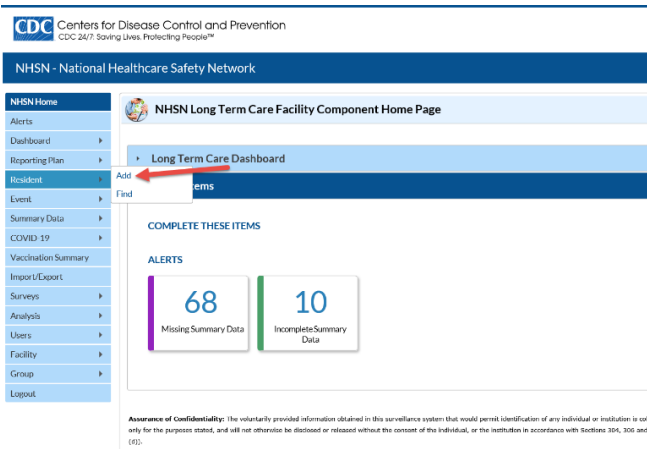 CDC
Centers for Disease Control and Prevention
CDC 24/7: Saving Lives. Protecting People™
NHSN - National Healthcare Safety Network
NHSN Home
Alerts
Dashboard
Reporting Plan
Resident
Event
Summary Data
COVID-19
Vaccination Summary
Import/Export
Surveys
Analysis
Users
Facility
Group
Logout
Add
Find
NHSN Long Term Care Facility Component Home Page
Long Term Care Dashboard
COMPLETE THESE ITEMS
ALERTS
68
Missing Summary Data
10
Incomplete Summary
Data
Assurance of Confidentiality: The voluntarily provided information obtained in this surveillance system that would permit identification of any individual or institution is
only for the purposes stated, and will not otherwise be disclosed or released without the consent of the individual, or the institution in accordance with Sections 304, 306 and
(d)).